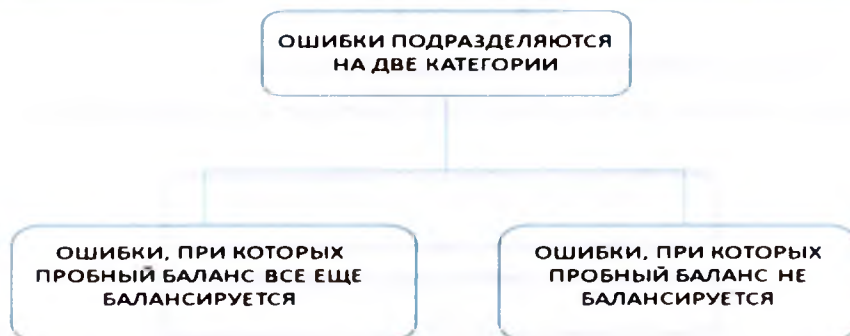 ОШИБКИ ПОДРАЗДЕЛЯЮТСЯ
НА ДВЕ КАТЕГОРИИ
ОШИБКИ, ПРИ КОТОРЫХ
ПРОБНЫЙ БАЛАНС ВСЕ ЕЩЕ
БАЛАНСИРУЕТСЯ
ОШИБКИ, ПРИ КОТОРЫХ
ПРОБНЫЙ БАЛАНС НЕ
БАЛАНСИРУЕТСЯ